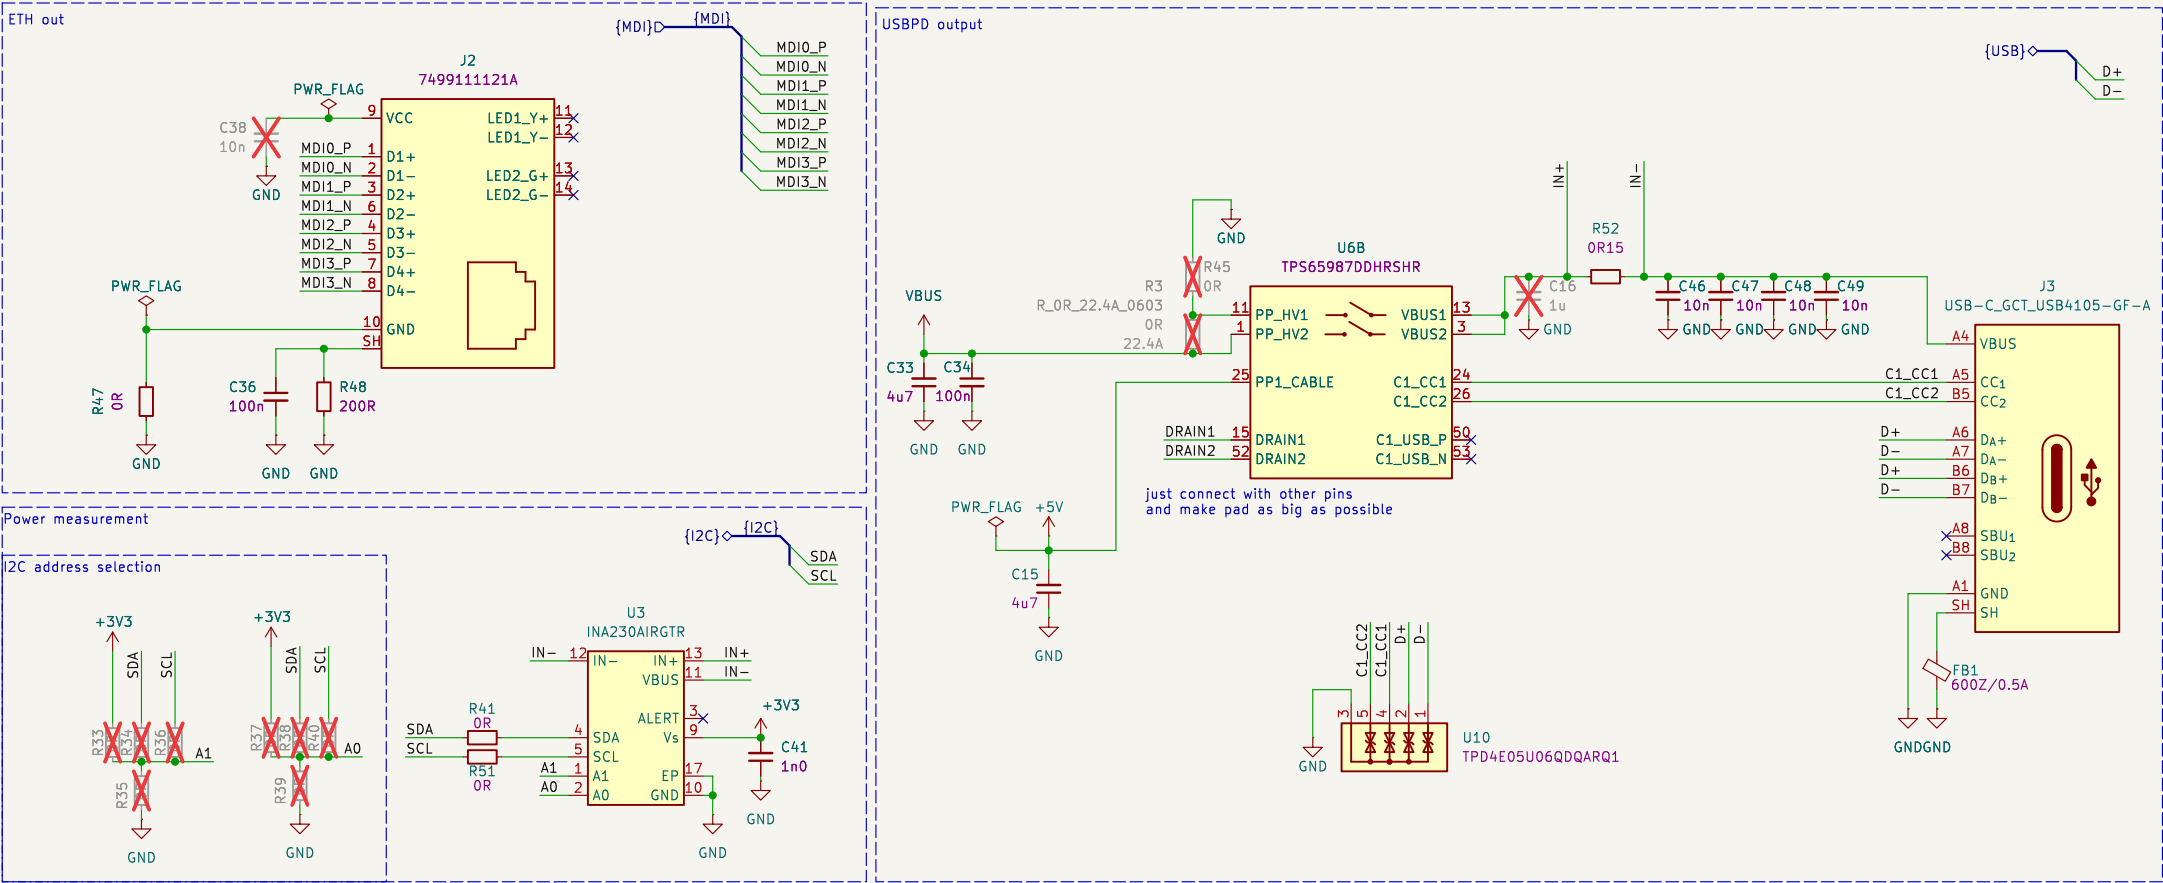 ETH out
{MDI}
{MDI}
MDI0_P
MDI0_N
MDI1_P
MDI1_N
MDI2_P
MDI2_N
MDI3_P
MDI3_N
J2
7499111121A
PWR_FLAG
C38
10n
GND
9 VCC
MDI0_P 1 D1+
MDI0_N 2 D1-
MDI1_P 3 D2+
MDI1_N 6 D2-
MDI2_P 4 D3+
MDI2_N 5 D3-
MDI3_P 7 D4+
MDI3_N 8 D4-
10 GND
SH
LED1_Y+ 11
LED1_Y- 12
LED2_G+ 13
LED2_G- 14
PWR_FLAG
R47
0R
GND
C36
100n
GND
R48
200R
GND
Power measurement
I2C address selection
{I2C}
{I2C}
SDA
SCL
+3V3
SDA
SCL
R33
R34
R36
A1
R35
GND
+3V3
SDA
SCL
R37
R38
R40
A0
R39
GND
U3
INA230AIRGTR
IN- 12 IN-
IN+ 13 IN+
VBUS 11 IN-
ALERT 3
Vs 9
+3V3
SDA
R41
0R
4 SDA
SCL
R51
0R
5 SCL
A1 1 A1
A0 2 A0
EP 17
GND 10
GND
C41
1n0
GND
USBPD output
{USB}
D+
D-
IN+
IN-
R52
0R15
GND
R45
0R
R3
R_0R_22.4A_0603
0R
22.4A
VBUS
C33
4u7
GND
C34
100n
GND
U6B
TPS65987DDHRSHR
11 PP_HV1
1 PP_HV2
25 PP1_CABLE
DRAIN1 15 DRAIN1
DRAIN2 52 DRAIN2
VBUS1 13
VBUS2 3
C1_CC1 24
C1_CC2 26
C1_USB_P 50
C1_USB_N 53
just connect with other pins
and make pad as big as possible
C16
1u
GND
C46
10n
GND
C47
10n
GND
C48
10n
GND
C49
10n
GND
PWR_FLAG
+5V
C15
4u7
GND
J3
USB-C_GCT_USB4105-GF-A
A4 VBUS
C1_CC1 A5 CC1
C1_CC2 B5 CC2
D+ A6 DA+
D- A7 DA-
D+ B6 DB+
D- B7 DB-
A8 SBU1
B8 SBU2
A1 GND
SH SH
FB1
600Z/0.5A
GND
GND
C1_CC2
C1_CC1
D+
D-
3
5
4
2
1
GND
U10
TPD4E05U06QDQARQ1